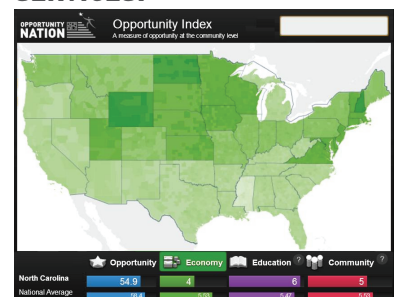 OPPORTUNITY
NATION
Opportunity Index
A measure of opportunity at the community level
Opportunity
Economy
Education ?
Community ?
North Carolina
54.9
4
6
5
National Average